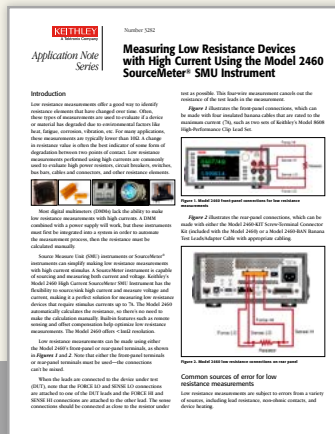 KEITHLEY
A Tektronix Company
Application Note
Series
Number 3282
Measuring Low Resistance Devices
with High Current Using the Model 2460
SourceMeter® SMU Instrument
Introduction
Low resistance measurements offer a good way to identify
resistance elements that have changed over time. Often,
these types of measurements are used to evaluate if a device
or material has degraded due to environmental factors like
heat, fatigue, corrosion, vibration, etc. For many applications,
these measurements are typically lower than 10Ω. A change
in resistance value is often the best indicator of some form of
degradation between two points of contact. Low resistance
measurements performed using high currents are commonly
used to evaluate high power resistors, circuit breakers, switches,
bus bars, cables and connectors, and other resistive elements.
Most digital multimeters (DMMs) lack the ability to make
low resistance measurements with high currents. A DMM
combined with a power supply will work, but these instruments
must first be integrated into a system in order to automate
the measurement process, then the resistance must be
calculated manually.
Source Measure Unit (SMU) instruments or SourceMeter®
instruments can simplify making low resistance measurements
with high current stimulus. A SourceMeter instrument is capable
of sourcing and measuring both current and voltage. Keithley's
Model 2460 High Current SourceMeter SMU Instrument has the
flexibility to source/sink high current and measure voltage and
current, making it a perfect solution for measuring low resistance
devices that require stimulus currents up to 7A. The Model 2460
automatically calculates the resistance, so there's no need to
make the calculation manually. Built-in features such as remote
sensing and offset compensation help optimize low resistance
measurements. The Model 2460 offers <1mΩ resolution.
Low resistance measurements can be made using either
the Model 2460's front-panel or rear-panel terminals, as shown
in Figures 1 and 2. Note that either the front-panel terminals
or rear-panel terminals must be used—the connections
can't be mixed.
When the leads are connected to the device under test
(DUT), note that the FORCE LO and SENSE LO connections
are attached to one of the DUT leads and the FORCE HI and
SENSE HI connections are attached to the other lead. The sense
connections should be connected as close to the resistor under
test as possible. This four-wire measurement cancels out the
resistance of the test leads in the measurement.
Figure 1 illustrates the front-panel connections, which can
be made with four insulated banana cables that are rated to the
maximum current (7A), such as two sets of Keithley's Model 8608
High-Performance Clip Lead Set.
Figure 1. Model 2460 front-panel connections for low resistance
measurements
Figure 2 illustrates the rear-panel connections, which can be
made with either the Model 2460-KIT Screw-Terminal Connector
Kit (included with the Model 2460) or a Model 2460-BAN Banana
Test Leads/Adapter Cable with appropriate cabling.
Figure 2. Model 2460 low resistance connections on rear panel
Common sources of error for low
resistance measurements
Low resistance measurements are subject to errors from a variety
of sources, including lead resistance, non-ohmic contacts, and
device heating.